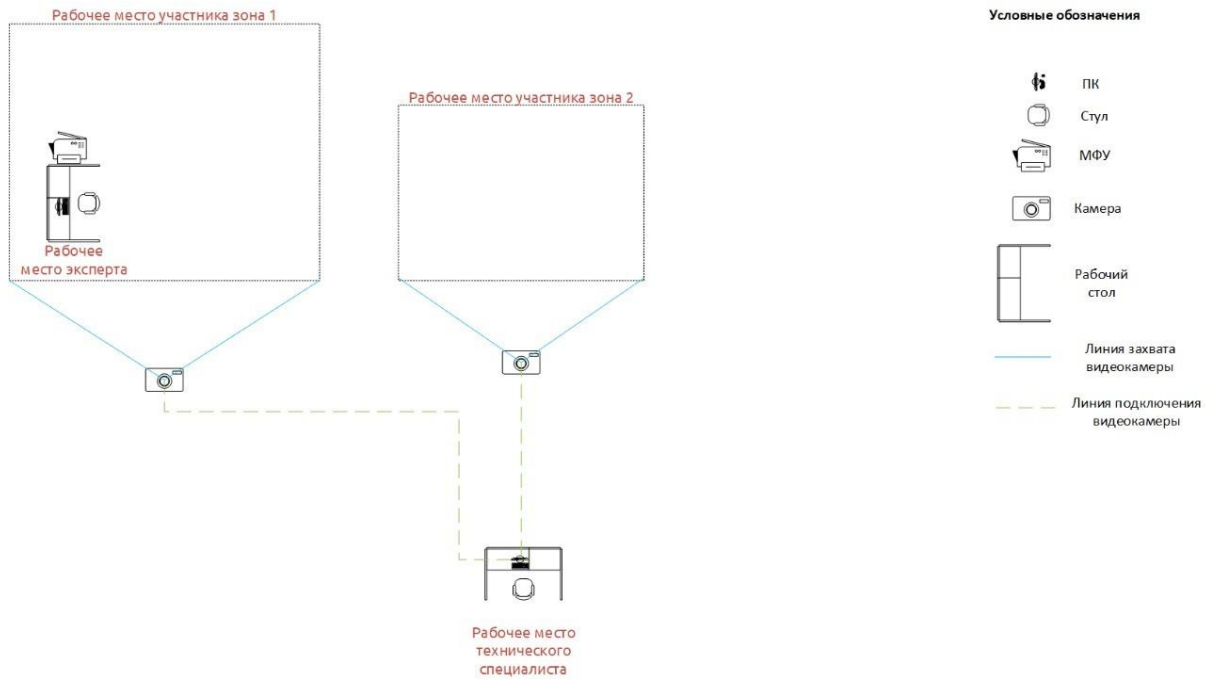 Рабочее место участника зона 1
Рабочее место участника зона 2
Рабочее
место эксперта
Рабочее место
технического
специалиста
Условные обозначения
ПК
Стул
МФУ
Камера
Рабочий
стол
Линия захвата
видеокамеры
Линия подключения
видеокамеры